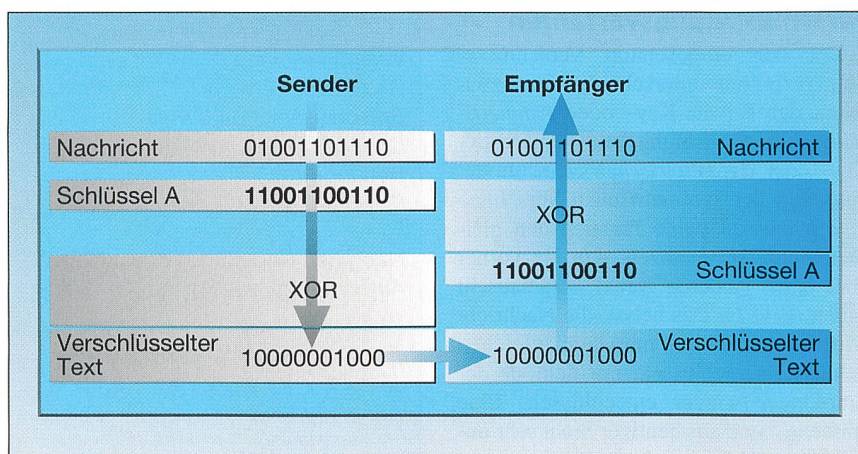 Sender Empfänger
Nachricht 01001101110 01001101110 Nachricht
Schlüssel A 11001100110
XOR
11001100110 Schlüssel A
XOR
Verschlüsselter Text 10000001000 10000001000 Verschlüsselter Text